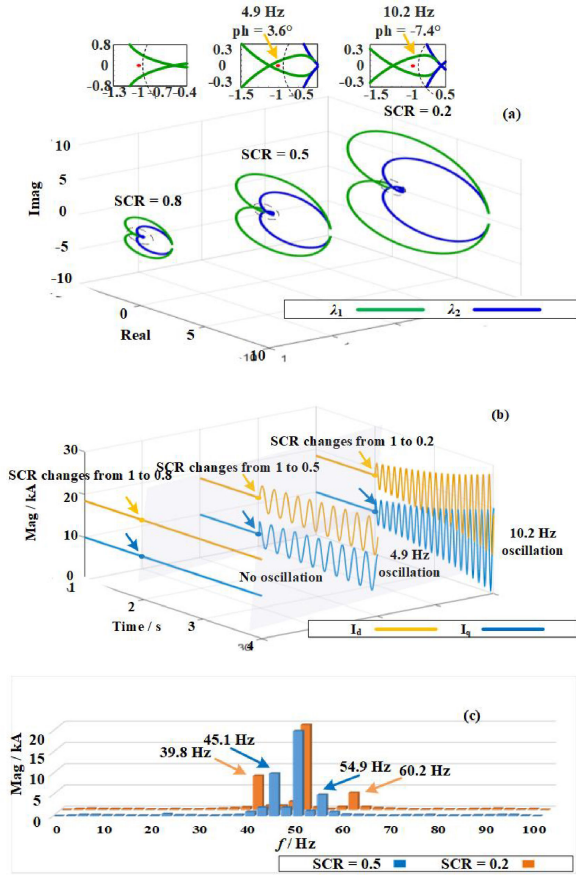 4.9 Hz
ph = 3.6°
10.2 Hz
ph = −7.4°
0.8
0
−0.8
−1.3 −1 −0.7 −0.4
0.3
0
−0.3
−1.5 −1 −0.5
0.3
0
−0.3
−1.5 −1 −0.5
(a)
SCR = 0.2
SCR = 0.5
SCR = 0.8
Imag
10
5
0
−5
−10
0
5
10
Real
λ1 λ2
(b)
SCR changes from 1 to 0.2
SCR changes from 1 to 0.5
SCR changes from 1 to 0.8
Mag / kA
30
20
10
0
1
2
3
4
Time / s
No oscillation
4.9 Hz
oscillation
10.2 Hz
oscillation
Id Iq
(c)
Mag / kA
20
15
10
5
0
39.8 Hz
45.1 Hz
54.9 Hz
60.2 Hz
0 10 20 30 40 50 60 70 80 90 100
f / Hz
SCR = 0.5 SCR = 0.2